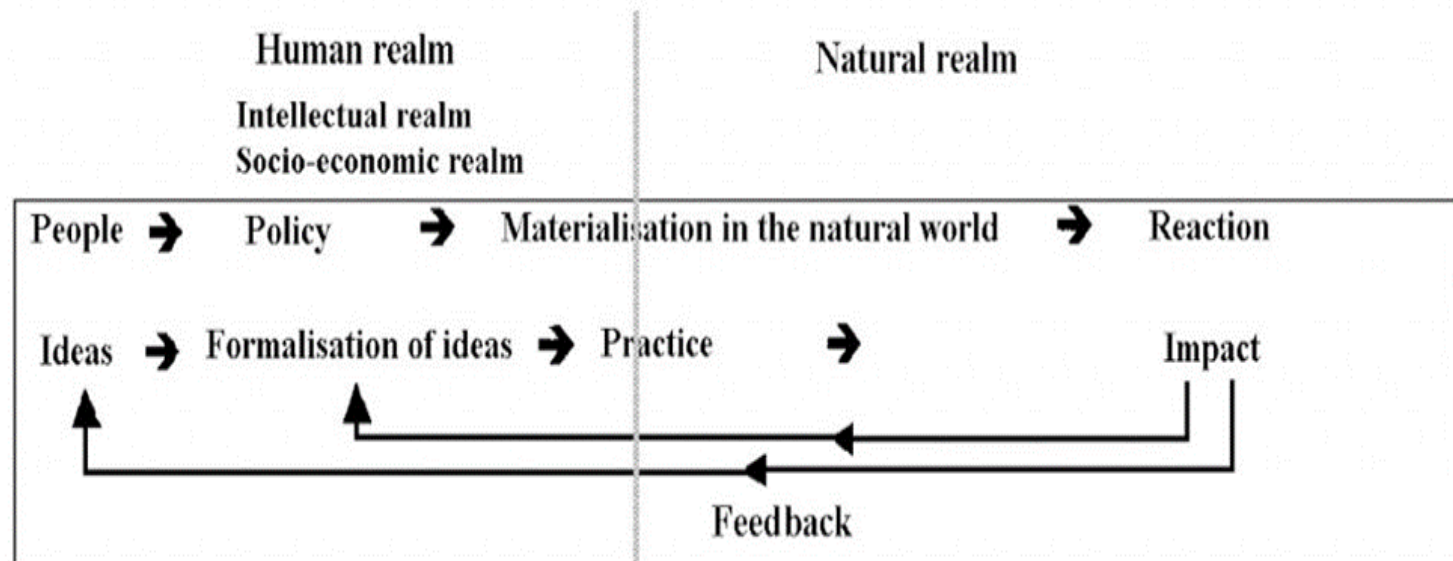 Human realm
Natural realm
Intellectual realm
Socio-economic realm
People → Policy → Materialisation in the natural world → Reaction
Ideas → Formalisation of ideas → Practice → Impact
Feedback